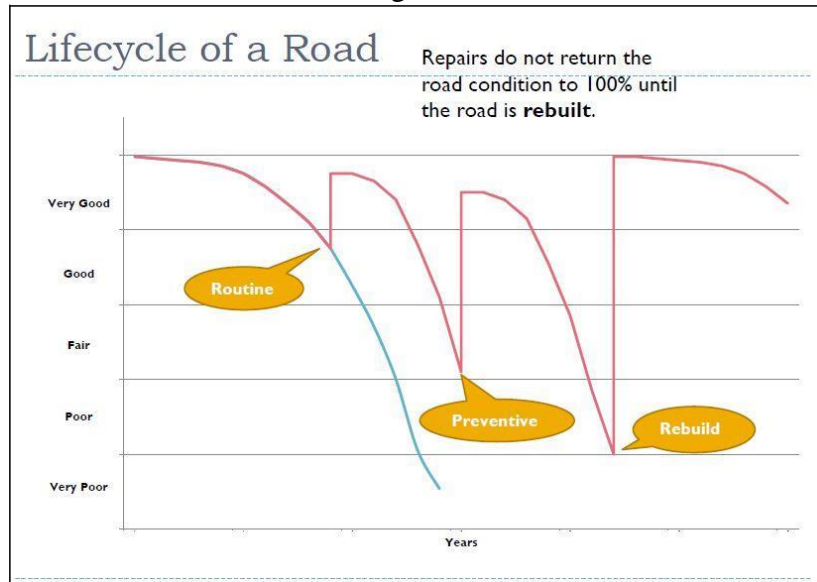 Lifecycle of a Road
Repairs do not return the
road condition to 100% until
the road is rebuilt.
Very Good
Good
Routine
Fair
Poor
Preventive
Rebuild
Very Poor
Years